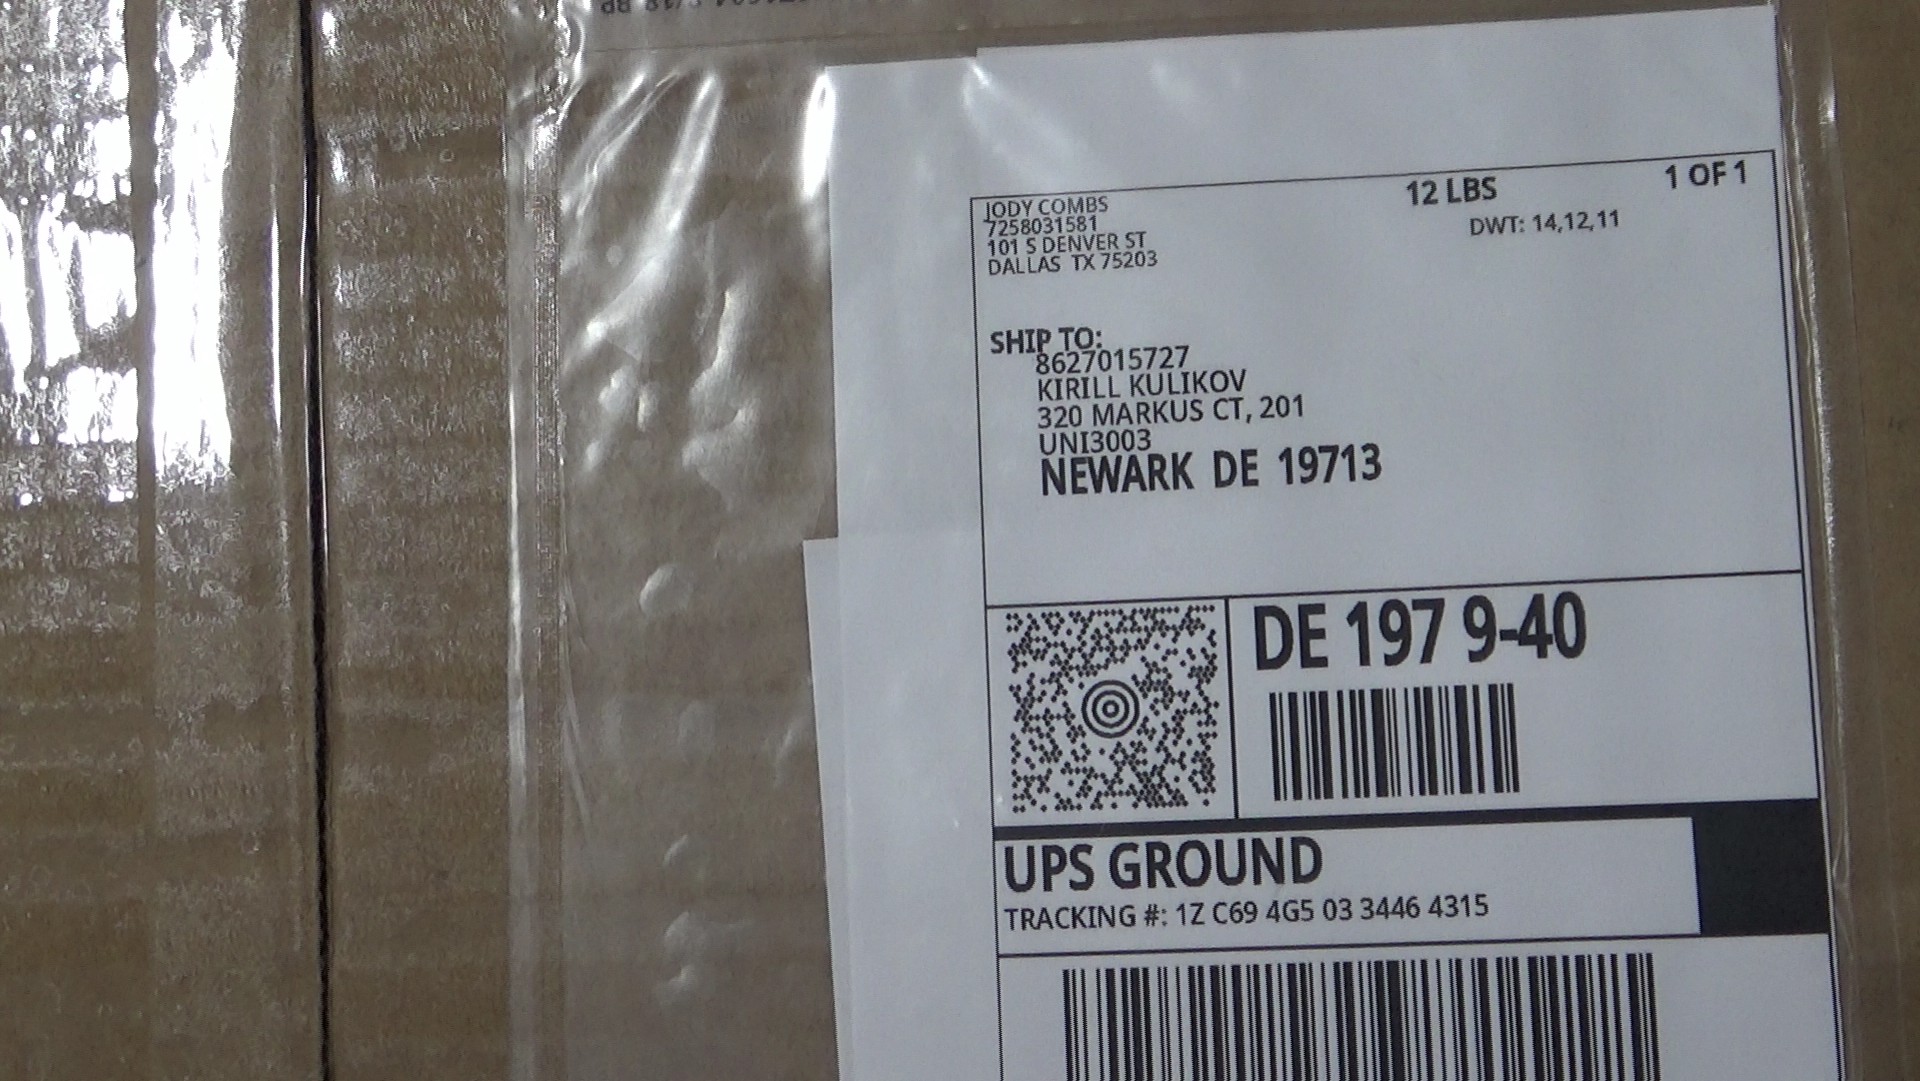 JODY COMBS
7258031581
101 S DENVER ST
DALLAS TX 75203
12 LBS
1 OF 1
DWT: 14,12,11
SHIP TO:
8627015727
KIRILL KULIKOV
320 MARKUS CT, 201
UNI3003
NEWARK DE 19713
DE 197 9-40
UPS GROUND
TRACKING #: 1Z C69 4G5 03 3446 4315